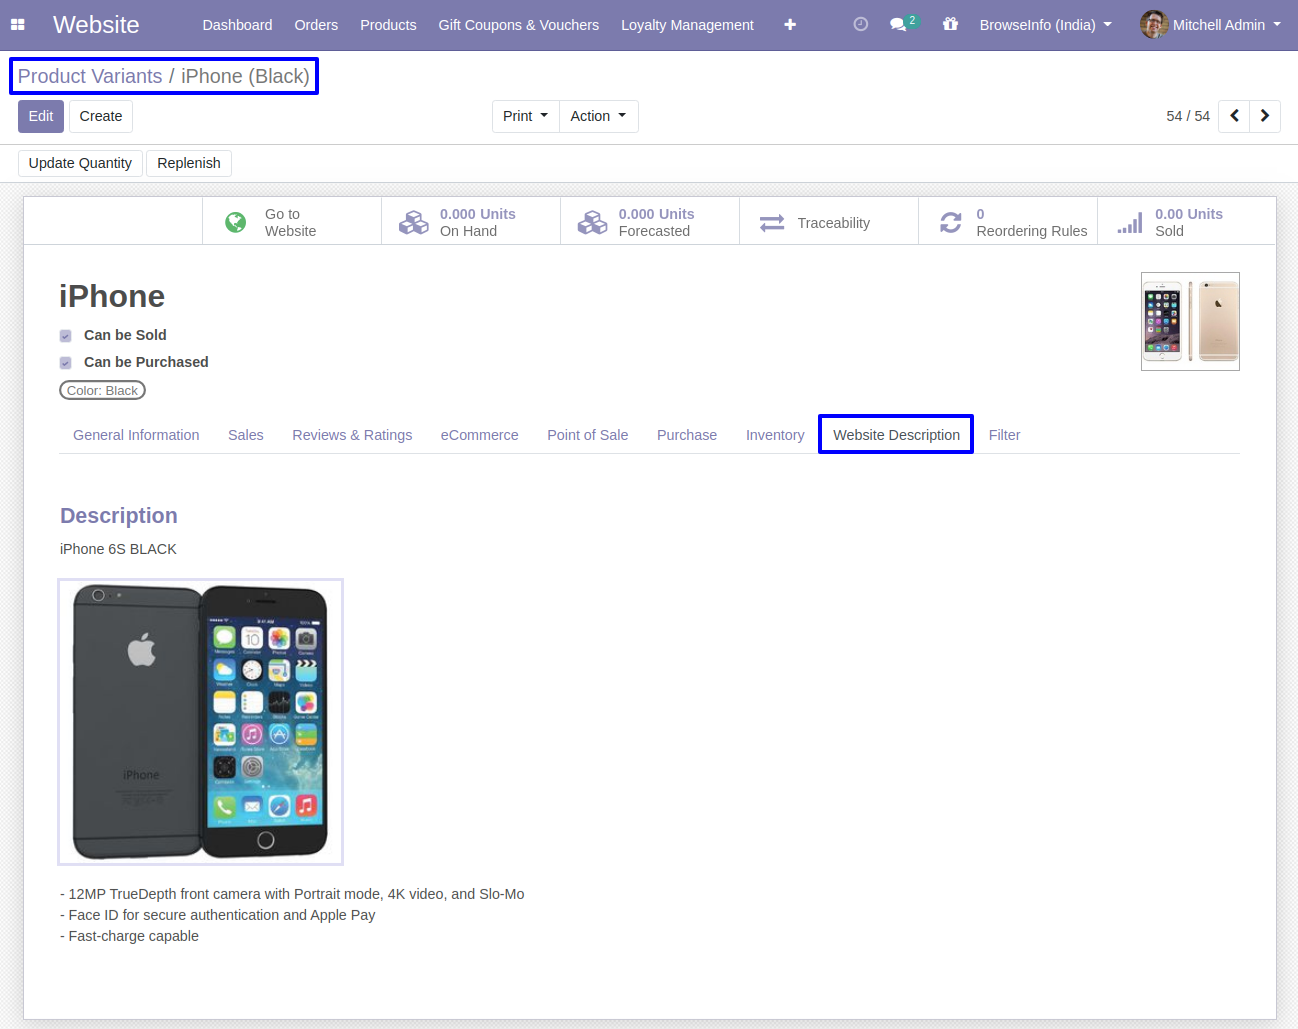 Website
Dashboard Orders Products Gift Coupons & Vouchers Loyalty Management
2
BrowseInfo (India)
Mitchell Admin
Product Variants / iPhone (Black)
Edit Create
Print Action
54 / 54
Update Quantity Replenish
Go to
Website
0.000 Units
On Hand
0.000 Units
Forecasted
Traceability
0
Reordering Rules
0.00 Units
Sold
iPhone
Can be Sold
Can be Purchased
Color: Black
General Information Sales Reviews & Ratings eCommerce Point of Sale Purchase Inventory Website Description Filter
Description
iPhone 6S BLACK
10
iPhone
- 12MP TrueDepth front camera with Portrait mode, 4K video, and Slo-Mo
- Face ID for secure authentication and Apple Pay
- Fast-charge capable